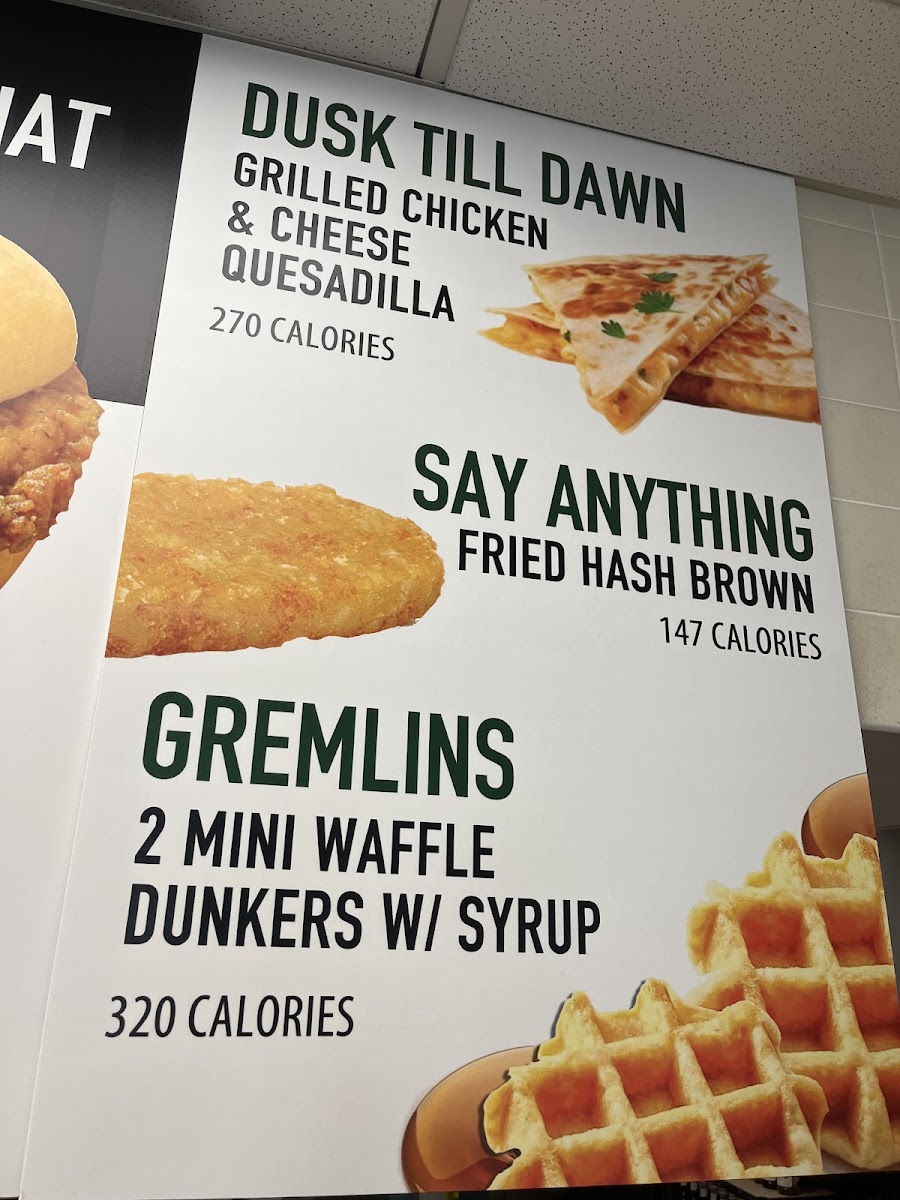 DUSK TILL DAWN
GRILLED CHICKEN
& CHEESE
QUESADILLA
270 CALORIES
SAY ANYTHING
FRIED HASH BROWN
147 CALORIES
GREMLINS
2 MINI WAFFLE
DUNKERS W/ SYRUP
320 CALORIES